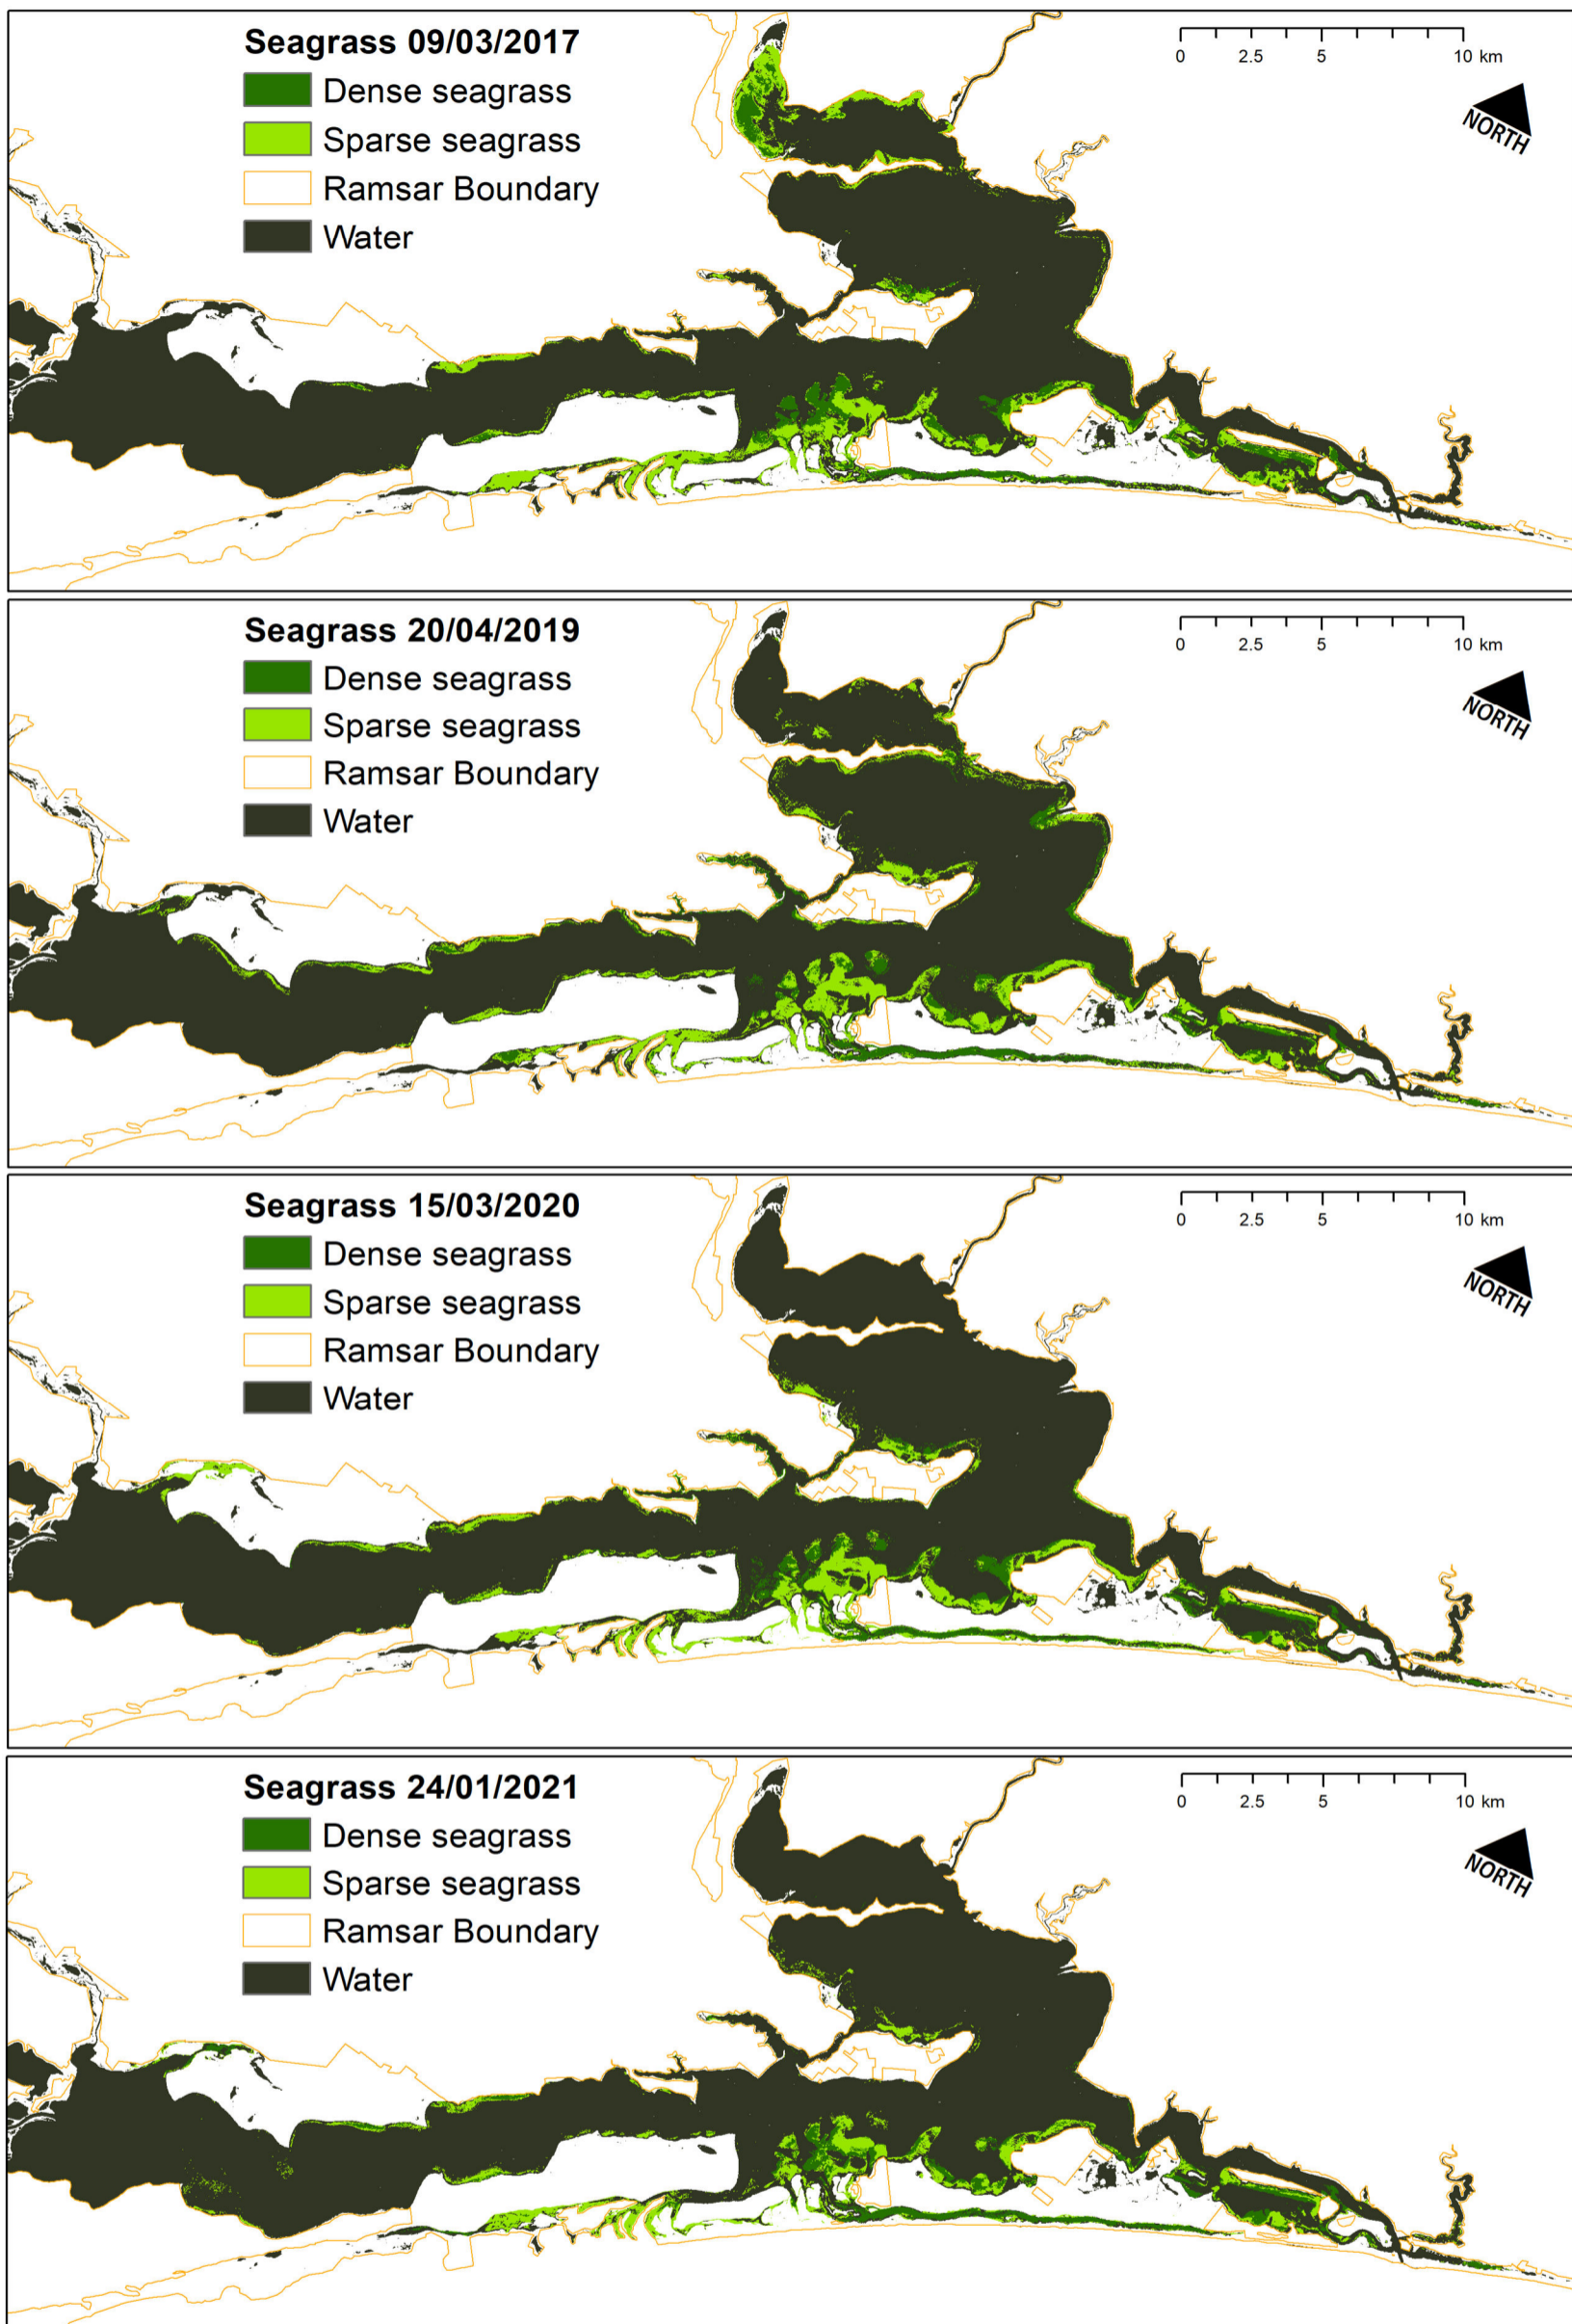 Seagrass 09/03/2017
Dense seagrass
Sparse seagrass
Ramsar Boundary
Water
0 2.5 5 10 km
NORTH
Seagrass 20/04/2019
Dense seagrass
Sparse seagrass
Ramsar Boundary
Water
0 2.5 5 10 km
NORTH
Seagrass 15/03/2020
Dense seagrass
Sparse seagrass
Ramsar Boundary
Water
0 2.5 5 10 km
NORTH
Seagrass 24/01/2021
Dense seagrass
Sparse seagrass
Ramsar Boundary
Water
0 2.5 5 10 km
NORTH